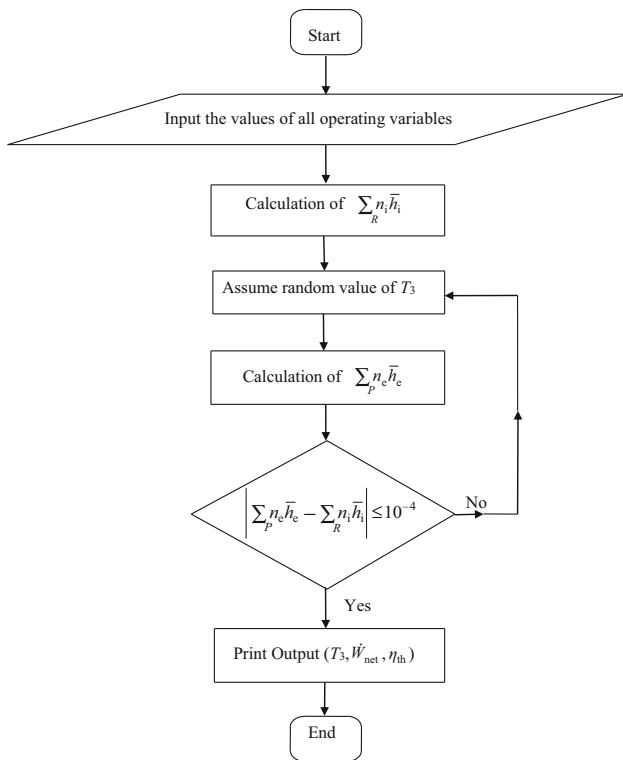 Start
Input the values of all operating variables
Calculation of ∑_R n_i h̅_i
Assume random value of T_3
Calculation of ∑_P n_e h̅_e
|∑_P n_e h̅_e − ∑_R n_i h̅_i| ≤ 10^−4
No
Yes
Print Output (T_3, Ẇ_net, η_th)
End